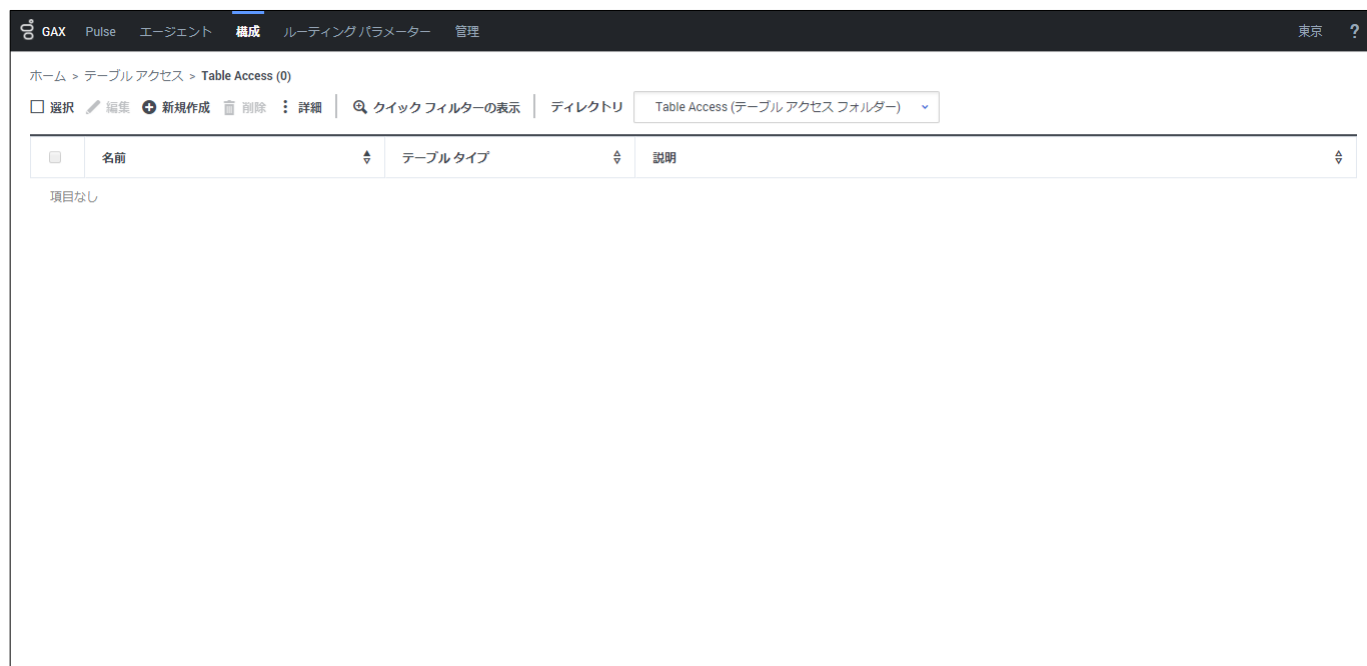 GAX Pulse エージェント 構成 ルーティング パラメーター 管理 東京 ?
ホーム > テーブル アクセス > Table Access (0)
選択 編集 新規作成 削除 詳細 クイック フィルターの表示 ディレクトリ Table Access (テーブル アクセス フォルダー)
名前 テーブル タイプ 説明
項目なし